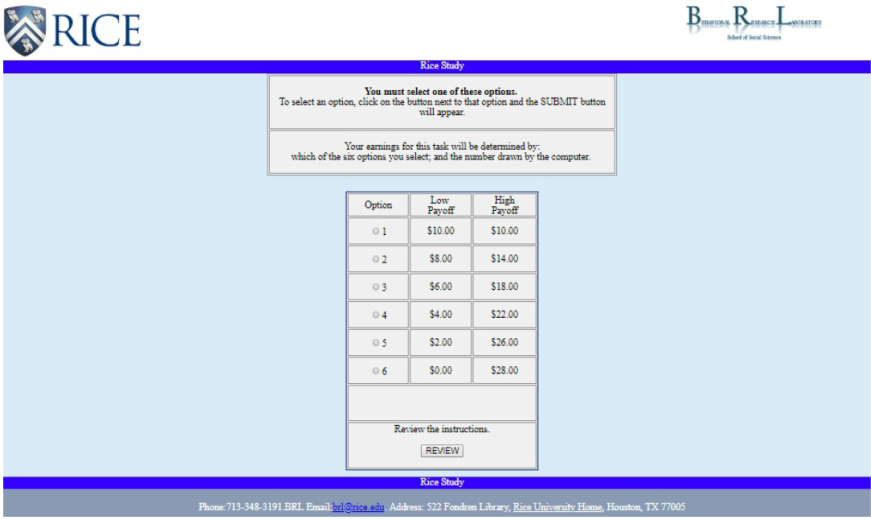 RICE
BEHAVIORAL RESEARCH LABORATORY
School of Social Sciences
Rice Study
You must select one of these options.
To select an option, click on the button next to that option and the SUBMIT button
will appear.
Your earnings for this task will be determined by:
which of the six options you select; and the number drawn by the computer.
Option Low Payoff High Payoff
1 $10.00 $10.00
2 $8.00 $14.00
3 $6.00 $18.00
4 $4.00 $22.00
5 $2.00 $26.00
6 $0.00 $28.00
Review the instructions.
REVIEW
Rice Study
Phone:713-348-3191.BRL Email:brl@rice.edu Address: 522 Fondren Library, Rice University Home, Houston, TX 77005